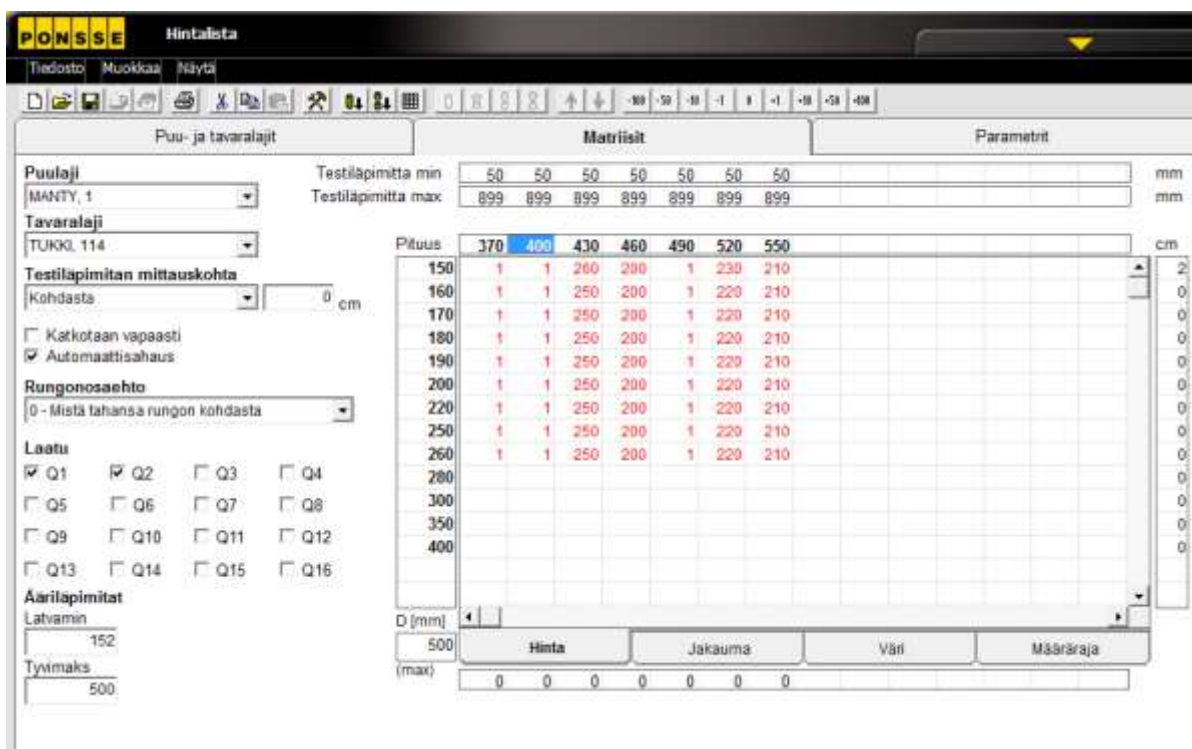 PONSSE Hintalista
Tiedosto Muokkaa Näytä
-100 -50 -10 -1 0 +1 +10 +50 +100
Puu- ja tavaralajit Matriisit Parametrit
Puulaji
MANTY, 1
Tavaralaji
TUKKI, 114
Testiläpimitan mittauskohta
Kohdasta 0 cm
Katkotaan vapaasti
Automaattisahaus
Rungonosaehto
0 - Mistä tahansa rungon kohdasta
Laatu
Q1 Q2 Q3 Q4
Q5 Q6 Q7 Q8
Q9 Q10 Q11 Q12
Q13 Q14 Q15 Q16
Ääriläpimitat
Latvamin
152
Tyvimaks
500
Testiläpimitta min 50 50 50 50 50 50 50 mm
Testiläpimitta max 899 899 899 899 899 899 899 mm
Pituus 370 400 430 460 490 520 550 cm
150 1 1 260 200 1 230 210 2
160 1 1 250 200 1 220 210 0
170 1 1 250 200 1 220 210 0
180 1 1 250 200 1 220 210 0
190 1 1 250 200 1 220 210 0
200 1 1 250 200 1 220 210 0
220 1 1 250 200 1 220 210 0
250 1 1 250 200 1 220 210 0
260 1 1 250 200 1 220 210 0
280 0
300 0
350 0
400 0
D [mm]
500 Hinta Jakauma Väri Määräraja
(max)
0 0 0 0 0 0 0